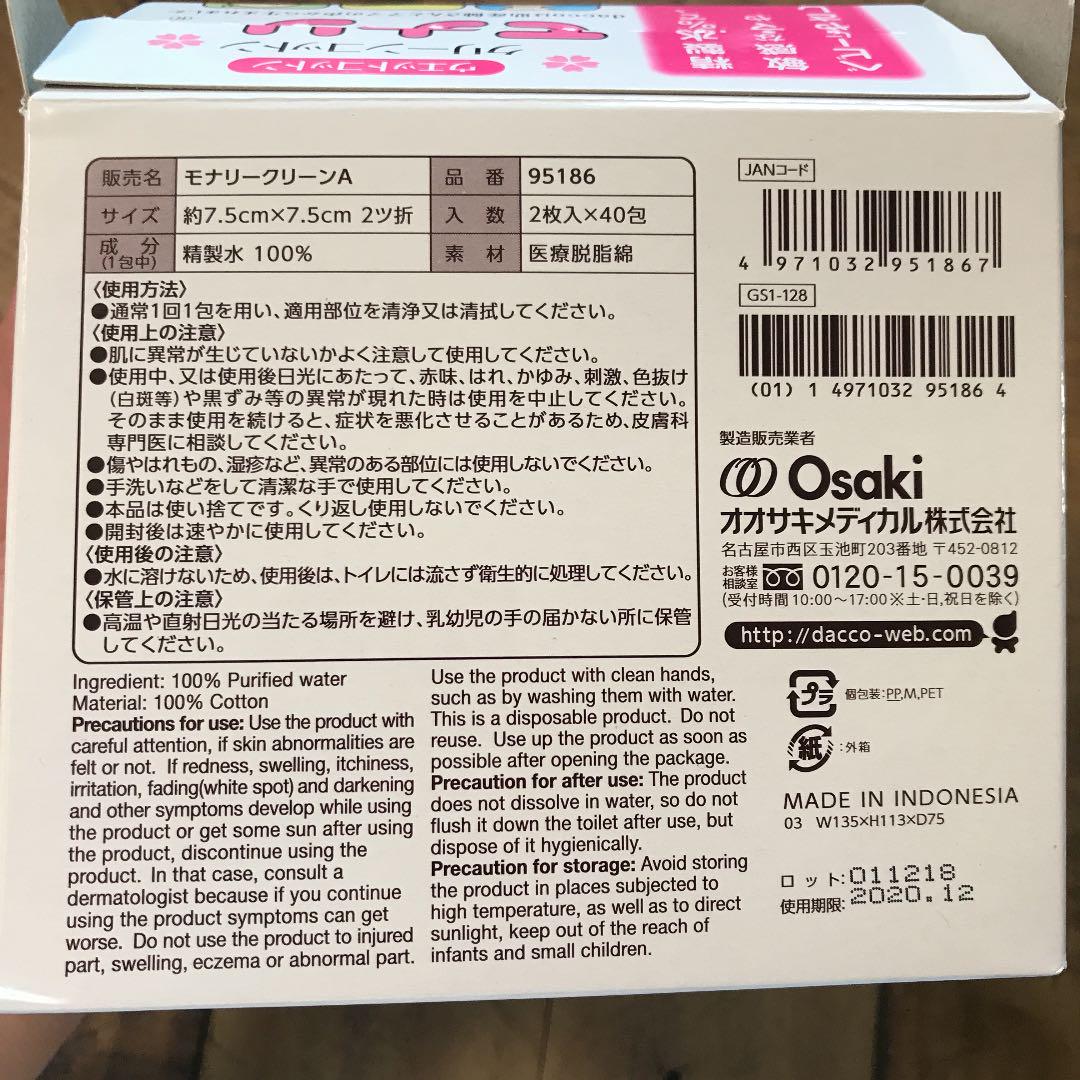 ウエットコットン
クリーンコットン
精製
敏感
販売名 モナリークリーンA 品番 95186
サイズ 約7.5cm×7.5cm 2ツ折 入数 2枚入×40包
成分(1包中) 精製水 100% 素材 医療脱脂綿
〈使用方法〉
●通常1回1包を用い、適用部位を清浄又は清拭してください。
〈使用上の注意〉
●肌に異常が生じていないかよく注意して使用してください。
●使用中、又は使用後日光にあたって、赤味、はれ、かゆみ、刺激、色抜け
(白斑等)や黒ずみ等の異常が現れた時は使用を中止してください。
そのまま使用を続けると、症状を悪化させることがあるため、皮膚科
専門医に相談してください。
●傷やはれもの、湿疹など、異常のある部位には使用しないでください。
●手洗いなどをして清潔な手で使用してください。
●本品は使い捨てです。くり返し使用しないでください。
●開封後は速やかに使用してください。
〈使用後の注意〉
●水に溶けないため、使用後は、トイレには流さず衛生的に処理してください。
〈保管上の注意〉
●高温や直射日光の当たる場所を避け、乳幼児の手の届かない所に保管
してください。
Ingredient: 100% Purified water
Material: 100% Cotton
Precautions for use: Use the product with
careful attention, if skin abnormalities are
felt or not. If redness, swelling, itchiness,
irritation, fading(white spot) and darkening
and other symptoms develop while using
the product or get some sun after using
the product, discontinue using the
product. In that case, consult a
dermatologist because if you continue
using the product symptoms can get
worse. Do not use the product to injured
part, swelling, eczema or abnormal part.
Use the product with clean hands,
such as by washing them with water.
This is a disposable product. Do not
reuse. Use up the product as soon as
possible after opening the package.
Precaution for after use: The product
does not dissolve in water, so do not
flush it down the toilet after use, but
dispose of it hygienically.
Precaution for storage: Avoid storing
the product in places subjected to
high temperature, as well as to direct
sunlight, keep out of the reach of
infants and small children.
JANコード
4 971032 951867
GS1-128
(01) 1 4971032 95186 4
製造販売業者
Osaki
オオサキメディカル株式会社
名古屋市西区玉池町203番地 〒452-0812
お客様相談室 0120-15-0039
(受付時間 10:00〜17:00 ※土・日、祝日を除く)
http://dacco-web.com
プラ 個包装:PP,M,PET
紙 :外箱
MADE IN INDONESIA
03 W135×H113×D75
ロット:011218
使用期限:2020.12